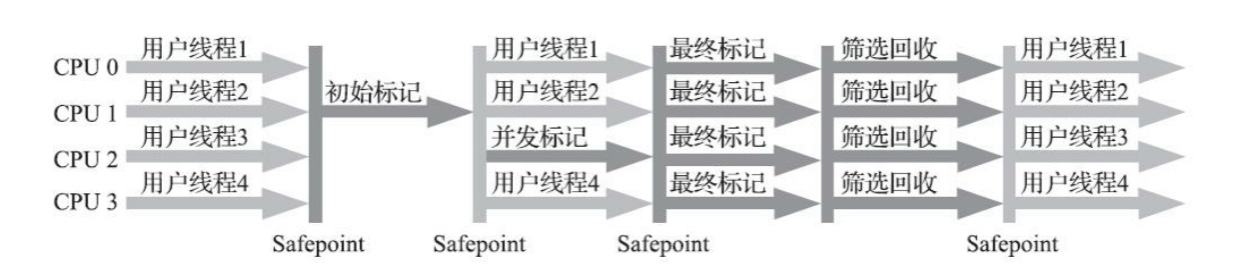 CPU 0 用户线程1 用户线程1 最终标记 筛选回收 用户线程1
CPU 1 用户线程2 初始标记 用户线程2 最终标记 筛选回收 用户线程2
CPU 2 用户线程3 并发标记 最终标记 筛选回收 用户线程3
CPU 3 用户线程4 用户线程4 最终标记 筛选回收 用户线程4
Safepoint Safepoint Safepoint Safepoint